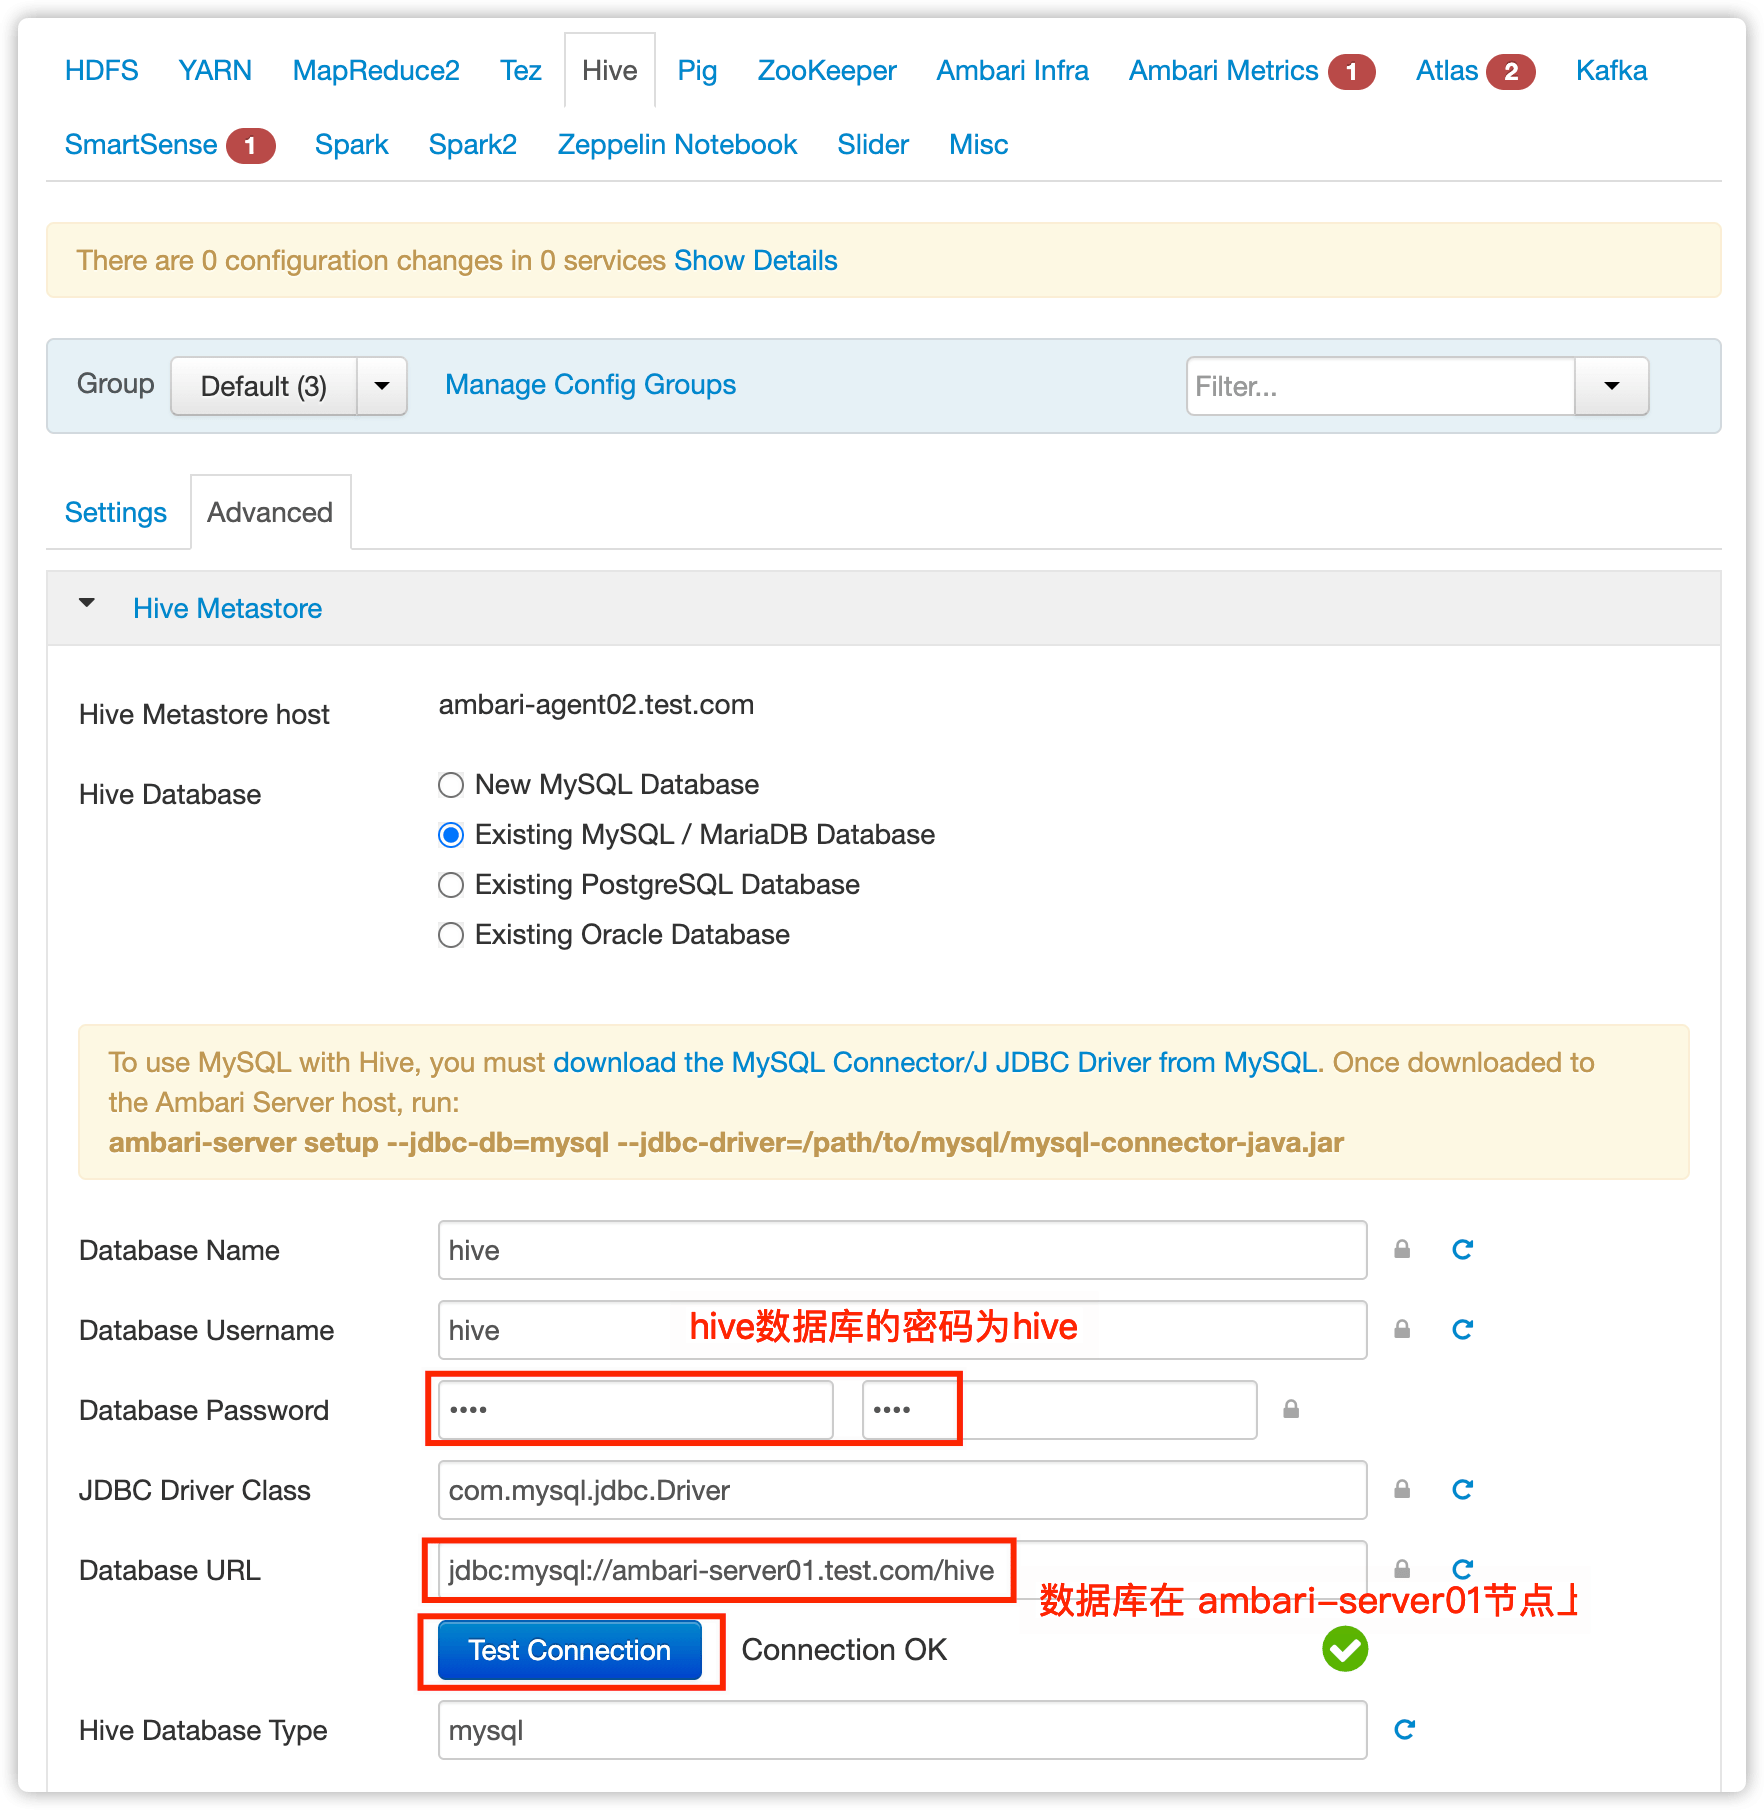 HDFS YARN MapReduce2 Tez Hive Pig ZooKeeper Ambari Infra Ambari Metrics 1 Atlas 2 Kafka
SmartSense 1 Spark Spark2 Zeppelin Notebook Slider Misc
There are 0 configuration changes in 0 services Show Details
Group Default (3) Manage Config Groups Filter...
Settings Advanced
Hive Metastore
Hive Metastore host ambari-agent02.test.com
Hive Database New MySQL Database
Existing MySQL / MariaDB Database
Existing PostgreSQL Database
Existing Oracle Database
To use MySQL with Hive, you must download the MySQL Connector/J JDBC Driver from MySQL. Once downloaded to
the Ambari Server host, run:
ambari-server setup --jdbc-db=mysql --jdbc-driver=/path/to/mysql/mysql-connector-java.jar
Database Name hive
Database Username hive hive数据库的密码为hive
Database Password •••• ••••
JDBC Driver Class com.mysql.jdbc.Driver
Database URL jdbc:mysql://ambari-server01.test.com/hive
数据库在 ambari-server01节点上
Test Connection Connection OK
Hive Database Type mysql